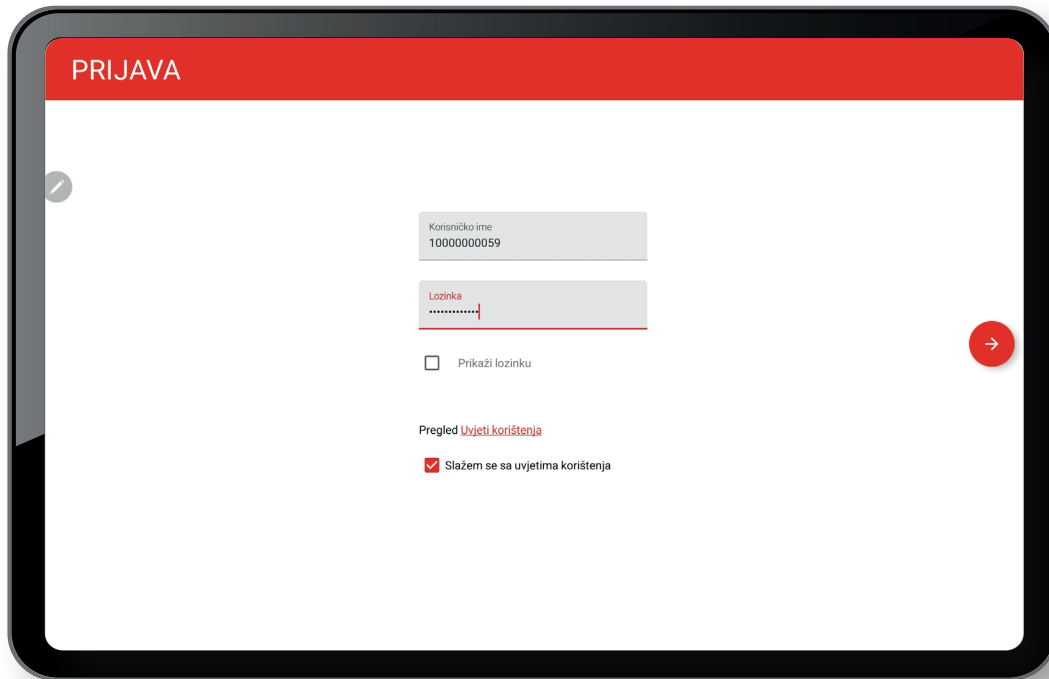 PRIJAVA
Korisničko ime
10000000059
Lozinka
•••••••••••••
Prikaži lozinku
Pregled Uvjeti korištenja
Slažem se sa uvjetima korištenja